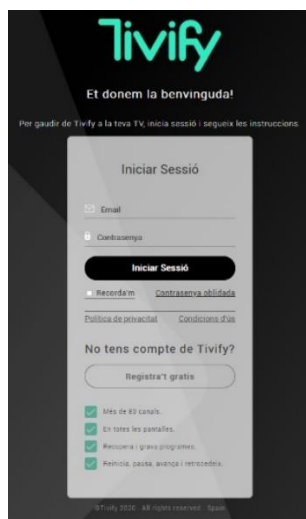 Tivify
Et donem la benvinguda!
Per gaudir de Tivify a la teva TV, inicia sessió i segueix les instruccions
Iniciar Sessió
Email
Contrasenya
Iniciar Sessió
Recorda'm Contrasenya oblidada
Política de privacitat Condicions d'ús
No tens compte de Tivify?
Registra't gratis
Més de 80 canals.
En totes les pantalles.
Recupera i grava programes.
Reinicia, pausa, avança i retrocedeix.
©Tivify 2020 . All rights reserved . Spain